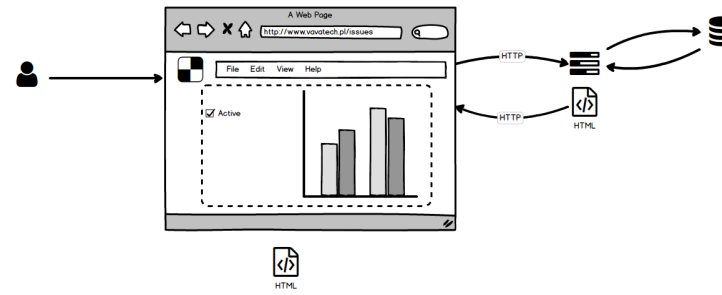 A Web Page
http://www.vavatech.pl/issues
File Edit View Help
Active
HTTP
HTTP
HTML
HTML